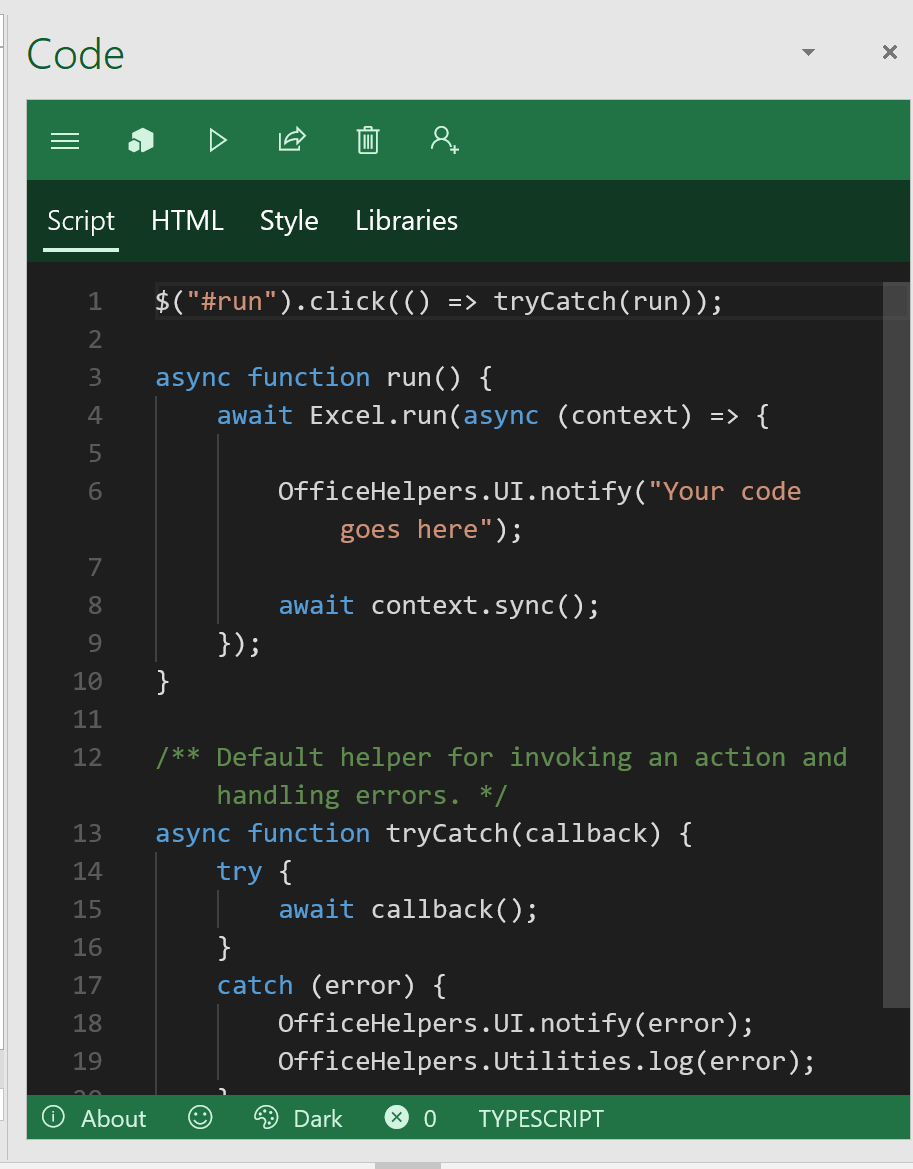 Code
Script HTML Style Libraries
1 $("#run").click(() => tryCatch(run));
2
3 async function run() {
4 await Excel.run(async (context) => {
5
6 OfficeHelpers.UI.notify("Your code
goes here");
7
8 await context.sync();
9 });
10 }
11
12 /** Default helper for invoking an action and
handling errors. */
13 async function tryCatch(callback) {
14 try {
15 await callback();
16 }
17 catch (error) {
18 OfficeHelpers.UI.notify(error);
19 OfficeHelpers.Utilities.log(error);
20 }
About Dark 0 TYPESCRIPT